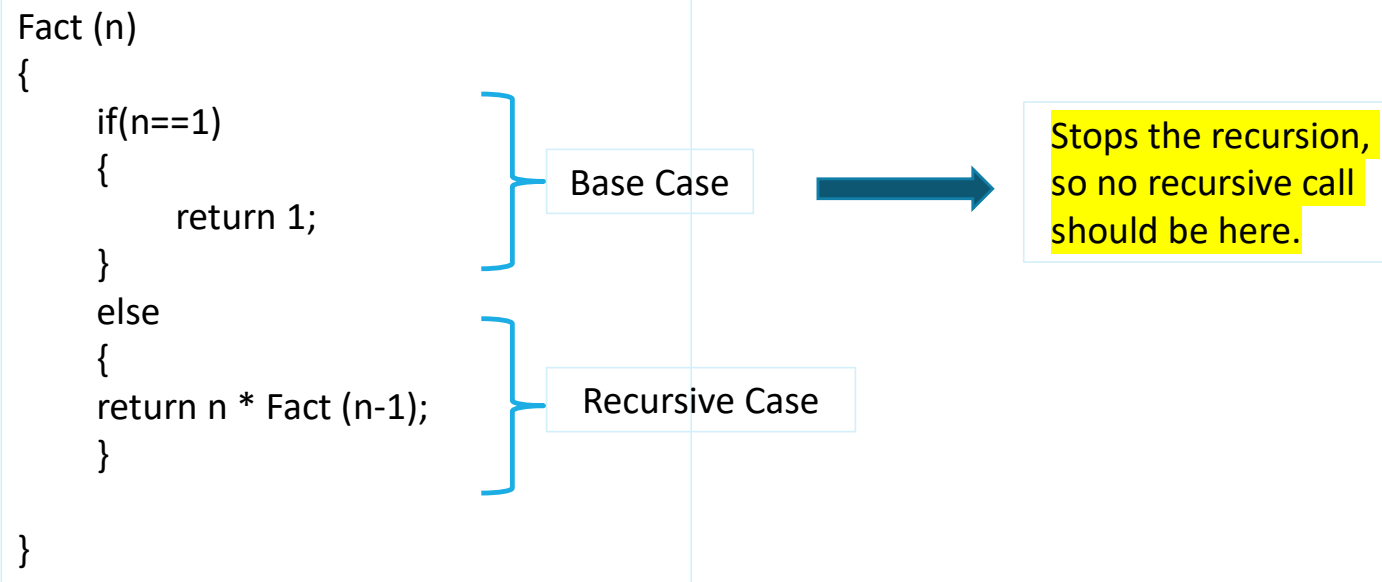 Fact (n)
{
if(n==1)
{
return 1;
}
else
{
return n * Fact (n-1);
}
}
Base Case
Recursive Case
Stops the recursion,
so no recursive call
should be here.